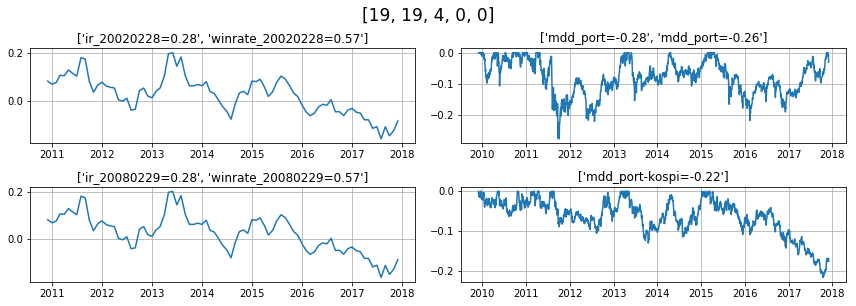 [19, 19, 4, 0, 0]
['ir_20020228=0.28', 'winrate_20020228=0.57']
0.2
0.0
2011 2012 2013 2014 2015 2016 2017 2018
['mdd_port=-0.28', 'mdd_port=-0.26']
0.0
−0.1
−0.2
2010 2011 2012 2013 2014 2015 2016 2017 2018
['ir_20080229=0.28', 'winrate_20080229=0.57']
0.2
0.0
2011 2012 2013 2014 2015 2016 2017 2018
['mdd_port-kospi=-0.22']
0.0
−0.1
−0.2
2010 2011 2012 2013 2014 2015 2016 2017 2018